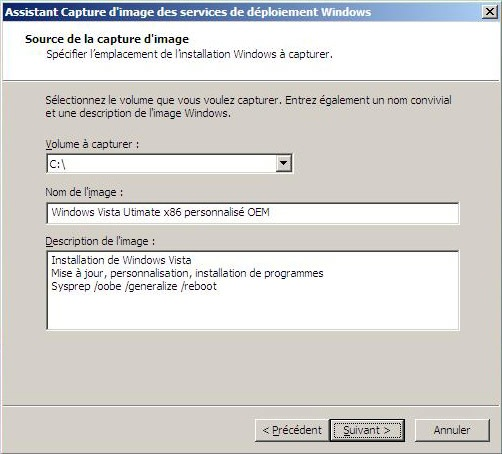 Assistant Capture d'image des services de déploiement Windows
Source de la capture d'image
Spécifier l'emplacement de l'installation Windows à capturer.
Sélectionnez le volume que vous voulez capturer. Entrez également un nom convivial
et une description de l'image Windows.
Volume à capturer :
C:\
Nom de l'image :
Windows Vista Utimate x86 personnalisé OEM
Description de l'image :
Installation de Windows Vista
Mise à jour, personnalisation, installation de programmes
Sysprep /oobe /generalize /reboot
< Précédent Suivant > Annuler